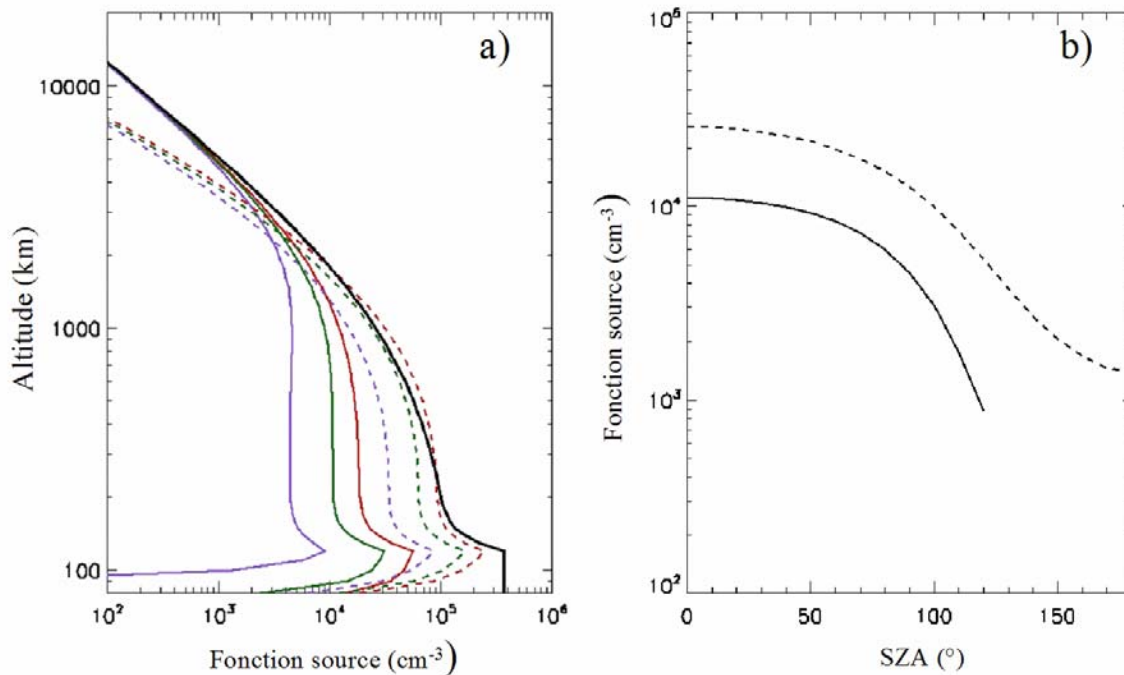 a)
Altitude (km)
10000
1000
100
10² 10³ 10⁴ 10⁵ 10⁶
Fonction source (cm⁻³)
b)
Fonction source (cm⁻³)
10⁶
10⁴
10³
10²
0 50 100 150
SZA (°)